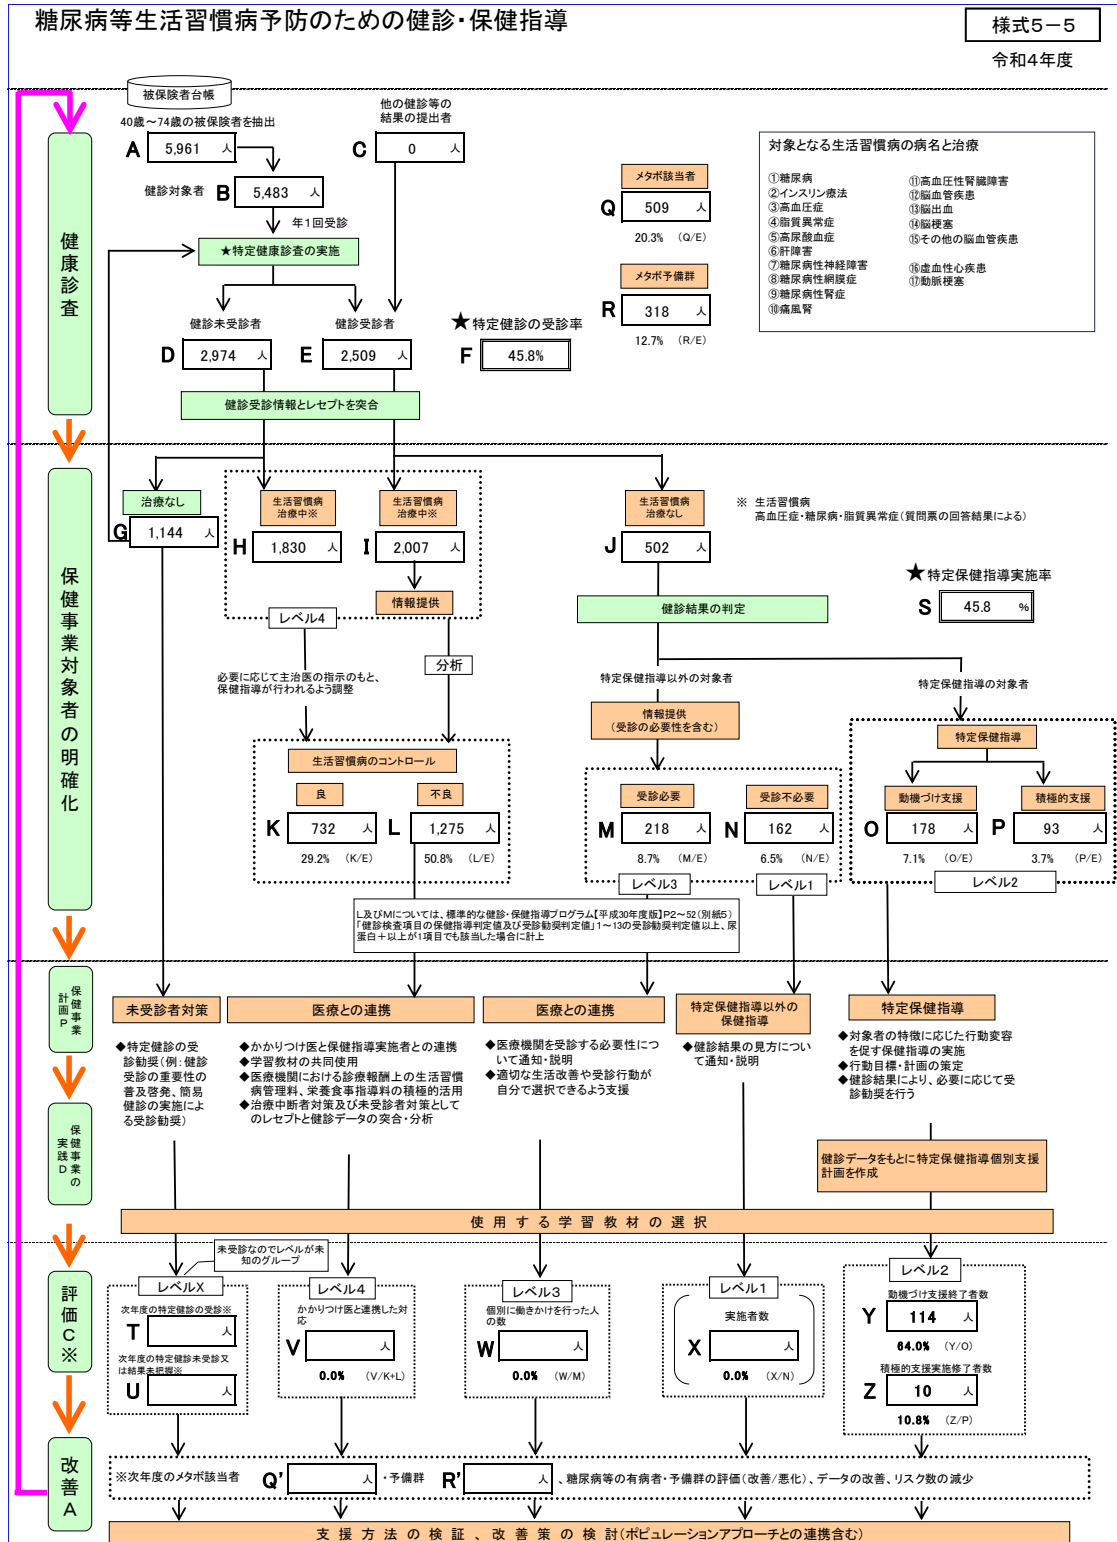 糖尿病等生活習慣病予防のための健診・保健指導
様式5－5
令和4年度
被保険者台帳
40歳～74歳の被保険者を抽出
A 5,961 人
他の健診等の
結果の提出者
C 0 人
健診対象者 B 5,483 人
年1回受診
★特定健康診査の実施
健診未受診者
D 2,974 人
健診受診者
E 2,509 人
★特定健診の受診率
F 45.8%
健診受診情報とレセプトを突合
メタボ該当者
Q 509 人
20.3% (Q/E)
メタボ予備群
R 318 人
12.7% (R/E)
対象となる生活習慣病の病名と治療
①糖尿病
②インスリン療法
③高血圧症
④脂質異常症
⑤高尿酸血症
⑥肝障害
⑦糖尿病性神経障害
⑧糖尿病性網膜症
⑨糖尿病性腎症
⑩痛風腎
⑪高血圧性腎臓障害
⑫脳血管疾患
⑬脳出血
⑭脳梗塞
⑮その他の脳血管疾患
⑯虚血性心疾患
⑰動脈梗塞
健康診査
治療なし
G 1,144 人
生活習慣病
治療中※
H 1,830 人
生活習慣病
治療中※
I 2,007 人
情報提供
レベル4
生活習慣病
治療なし
J 502 人
※ 生活習慣病
高血圧症・糖尿病・脂質異常症(質問票の回答結果による)
★特定保健指導実施率
S 45.8 %
健診結果の判定
必要に応じて主治医の指示のもと、
保健指導が行われるよう調整
分析
特定保健指導以外の対象者
特定保健指導の対象者
情報提供
(受診の必要性を含む)
特定保健指導
生活習慣病のコントロール
良
K 732 人
29.2% (K/E)
不良
L 1,275 人
50.8% (L/E)
受診必要
M 218 人
8.7% (M/E)
レベル3
受診不必要
N 162 人
6.5% (N/E)
レベル1
動機づけ支援
O 178 人
7.1% (O/E)
積極的支援
P 93 人
3.7% (P/E)
レベル2
L及びMについては、標準的な健診・保健指導プログラム【平成30年度版】P2～52(別紙5)
「健診検査項目の保健指導判定値及び受診勧奨判定値」1～13の受診勧奨判定値以上、尿
蛋白＋以上が1項目でも該当した場合に計上
保健事業対象者の明確化
保健事業
計画P
未受診者対策
◆特定健診の受
診勧奨(例:健診
受診の重要性の
普及啓発、簡易
健診の実施によ
る受診勧奨)
医療との連携
◆かかりつけ医と保健指導実施者との連携
◆学習教材の共同使用
◆医療機関における診療報酬上の生活習慣
病管理料、栄養食事指導料の積極的活用
◆治療中断者対策及び未受診者対策として
のレセプトと健診データの突合・分析
医療との連携
◆医療機関を受診する必要性につ
いて通知・説明
◆適切な生活改善や受診行動が
自分で選択できるよう支援
特定保健指導以外の
保健指導
◆健診結果の見方につい
て通知・説明
特定保健指導
◆対象者の特徴に応じた行動変容
を促す保健指導の実施
◆行動目標・計画の策定
◆健診結果により、必要に応じて受
診勧奨を行う
健診データをもとに特定保健指導個別支援
計画を作成
保健事業の
実践D
使用する学習教材の選択
未受診なのでレベルが未
知のグループ
レベルX
次年度の特定健診の受診※
T 人
次年度の特定健診未受診又
は結果未把握※
U 人
レベル4
かかりつけ医と連携した対
応
V 人
0.0% (V/K+L)
レベル3
個別に働きかけを行った人
の数
W 人
0.0% (W/M)
レベル1
実施者数
X 人
0.0% (X/N)
レベル2
動機づけ支援終了者数
Y 114 人
64.0% (Y/O)
積極的支援実施修了者数
Z 10 人
10.8% (Z/P)
評価C※
改善A
※次年度のメタボ該当者 Q' 人 ・予備群 R' 人 、糖尿病等の有病者・予備群の評価(改善/悪化)、データの改善、リスク数の減少
支援方法の検証、改善策の検討(ポピュレーションアプローチとの連携含む)